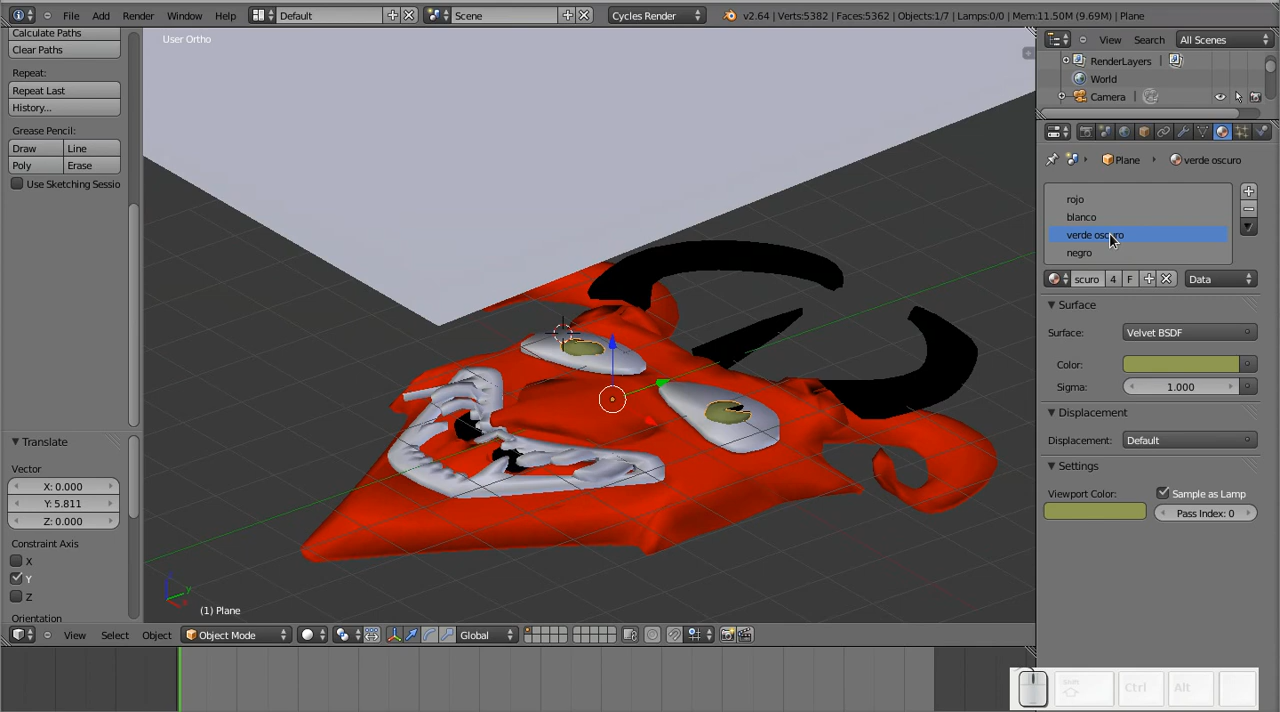 File Add Render Window Help Default Scene Cycles Render v2.64 | Verts:5382 | Faces:5362 | Objects:1/7 | Lamps:0/0 | Mem:11.50M (9.69M) | Plane
Calculate Paths
Clear Paths
Repeat:
Repeat Last
History...
Grease Pencil:
Draw Line
Poly Erase
Use Sketching Sessio
Translate
Vector
X: 0.000
Y: 5.811
Z: 0.000
Constraint Axis
X
Y
Z
Orientation
User Ortho
(1) Plane
View Select Object Object Mode Global
View Search All Scenes
RenderLayers
World
Camera
Plane verde oscuro
rojo
blanco
verde oscuro
negro
scuro 4 F Data
Surface
Surface: Velvet BSDF
Color:
Sigma: 1.000
Displacement
Displacement: Default
Settings
Viewport Color: Sample as Lamp
Pass Index: 0
Ctrl Alt